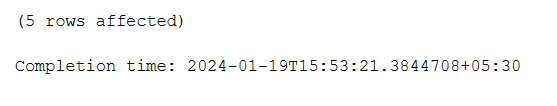 (5 rows affected)
Completion time: 2024-01-19T15:53:21.3844708+05:30